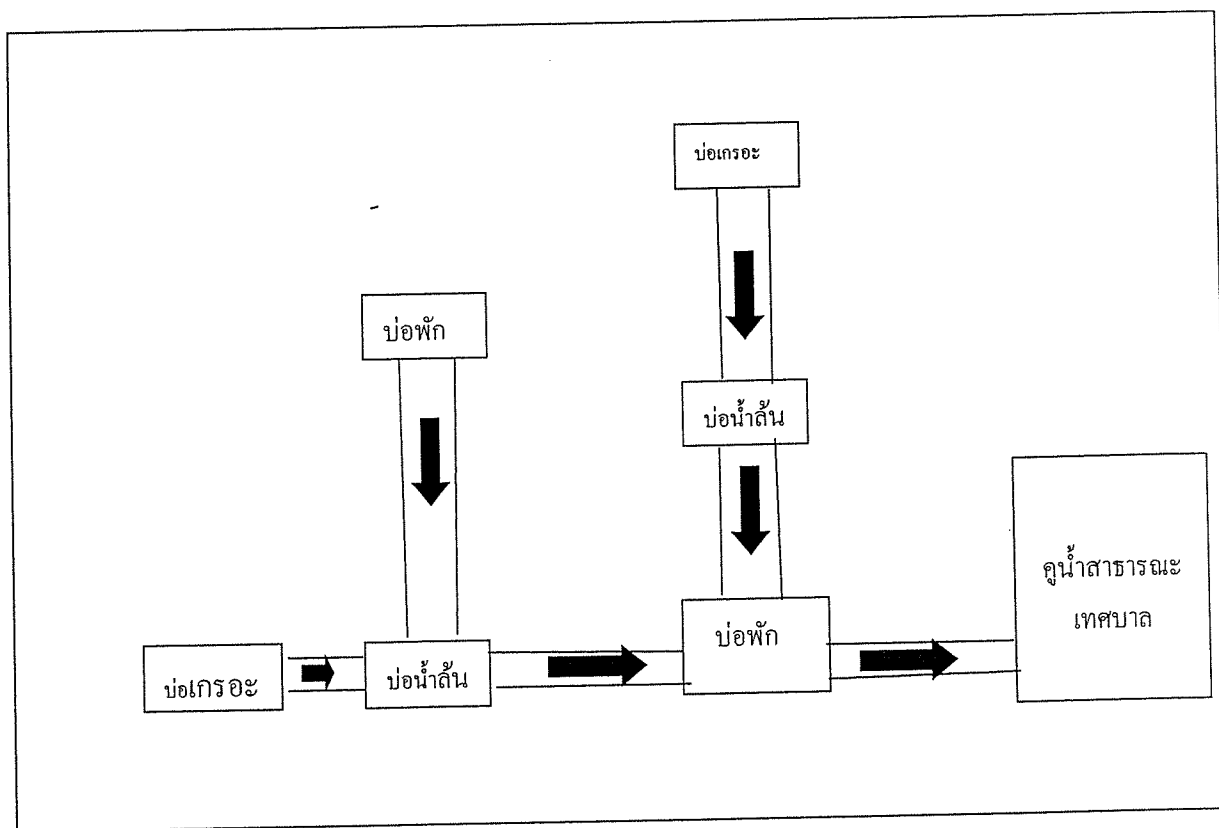 บ่อเกรอะ
บ่อพัก
บ่อน้ำล้น
คูน้ำสาธารณะ
เทศบาล
บ่อพัก
บ่อเกรอะ
บ่อน้ำล้น